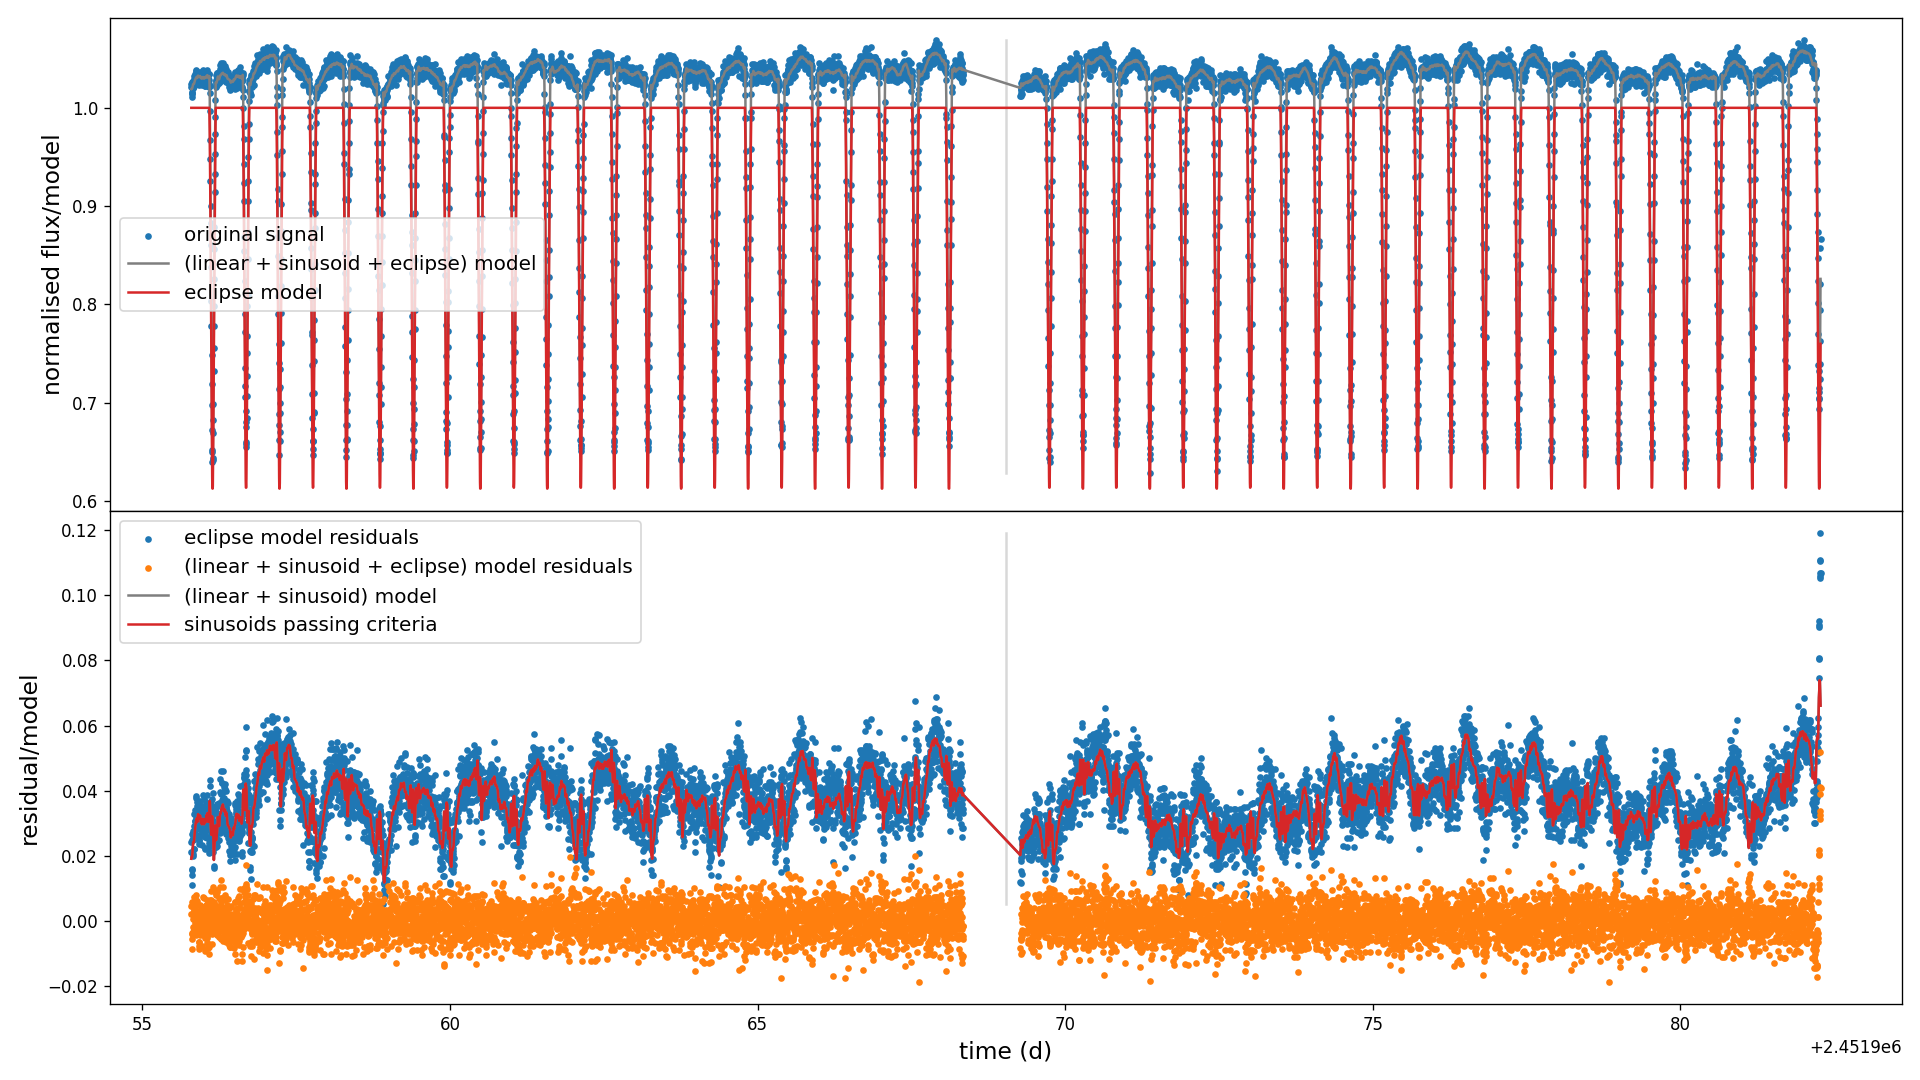 normalised flux/model
1.0
0.9
0.8
0.7
0.6
original signal
(linear + sinusoid + eclipse) model
eclipse model
residual/model
0.12
0.10
0.08
0.06
0.04
0.02
0.00
−0.02
eclipse model residuals
(linear + sinusoid + eclipse) model residuals
(linear + sinusoid) model
sinusoids passing criteria
55 60 65 70 75 80
time (d)
+2.4519e6